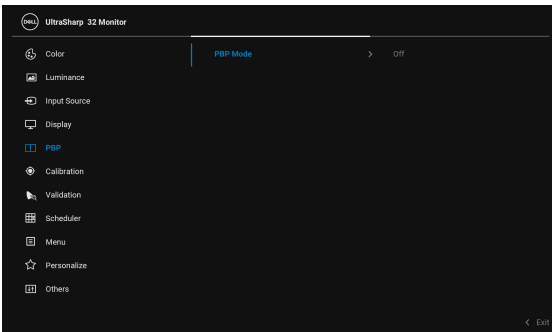 DELL UltraSharp 32 Monitor
Color
PBP Mode
Off
Luminance
Input Source
Display
PBP
Calibration
Validation
Scheduler
Menu
Personalize
Others
Exit